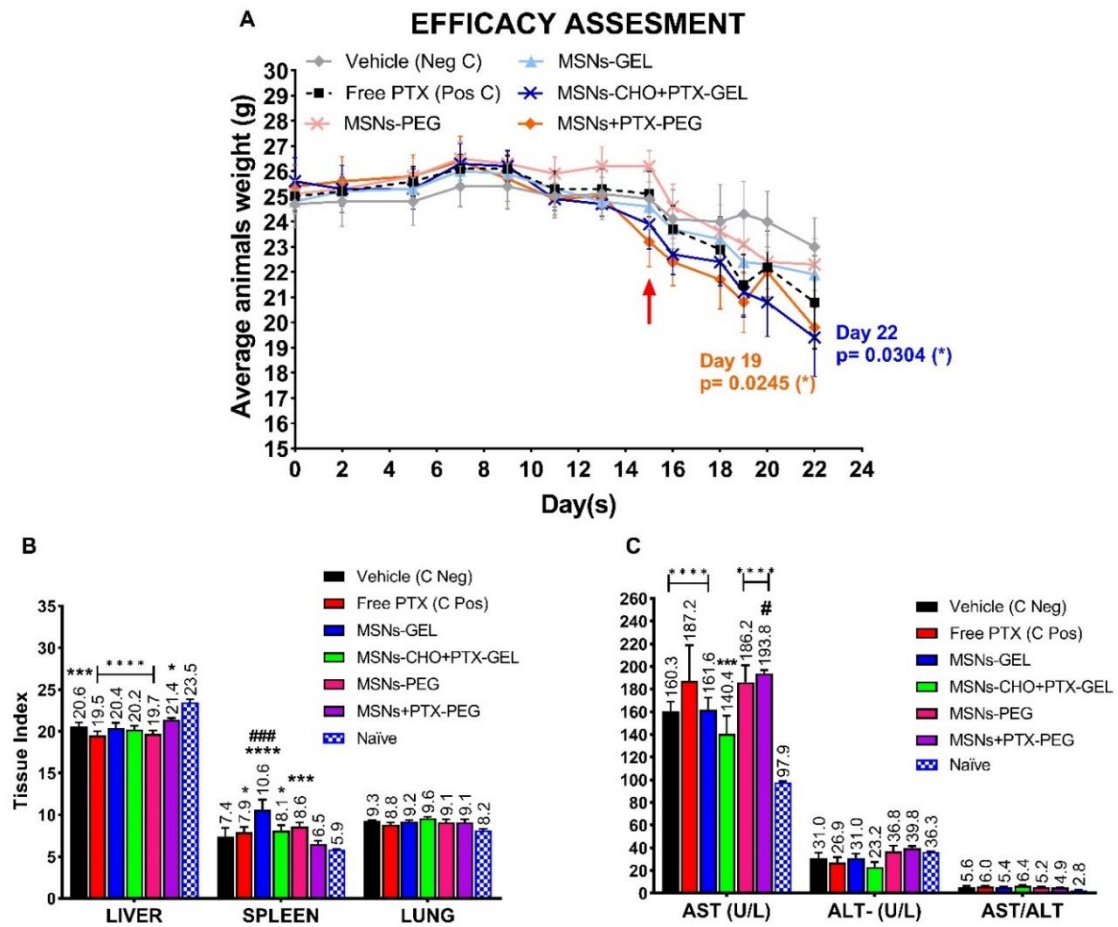 A
EFFICACY ASSESMENT
Vehicle (Neg C)
MSNs-GEL
Free PTX (Pos C)
MSNs-CHO+PTX-GEL
MSNs-PEG
MSNs+PTX-PEG
Average animals weight (g)
27
26
25
24
23
22
21
20
19
18
17
16
15
Day 22
p= 0.0304 (*)
Day 19
p= 0.0245 (*)
0 2 4 6 8 10 12 14 16 18 20 22 24
Day(s)
B
Vehicle (C Neg)
Free PTX (C Pos)
MSNs-GEL
MSNs-CHO+PTX-GEL
MSNs-PEG
MSNs+PTX-PEG
Naïve
Tissue Index
35
30
25
20
15
10
5
0
*** **** *
20.6 19.5 20.4 20.2 19.7 21.4 23.5
###
* **** * ***
7.4 7.9 10.6 8.1 8.6 6.5 5.9
9.3 8.8 9.2 9.6 9.1 9.1 8.2
LIVER SPLEEN LUNG
C
Vehicle (C Neg)
Free PTX (C Pos)
MSNs-GEL
MSNs-CHO+PTX-GEL
MSNs-PEG
MSNs+PTX-PEG
Naïve
260
240
220
200
180
160
140
120
100
80
60
40
20
0
**** *** **** #
160.3 187.2 161.6 140.4 186.2 193.8 97.9
31.0 26.9 31.0 23.2 36.8 39.8 36.3
5.6 6.0 5.4 6.4 5.2 4.9 2.8
AST (U/L) ALT- (U/L) AST/ALT